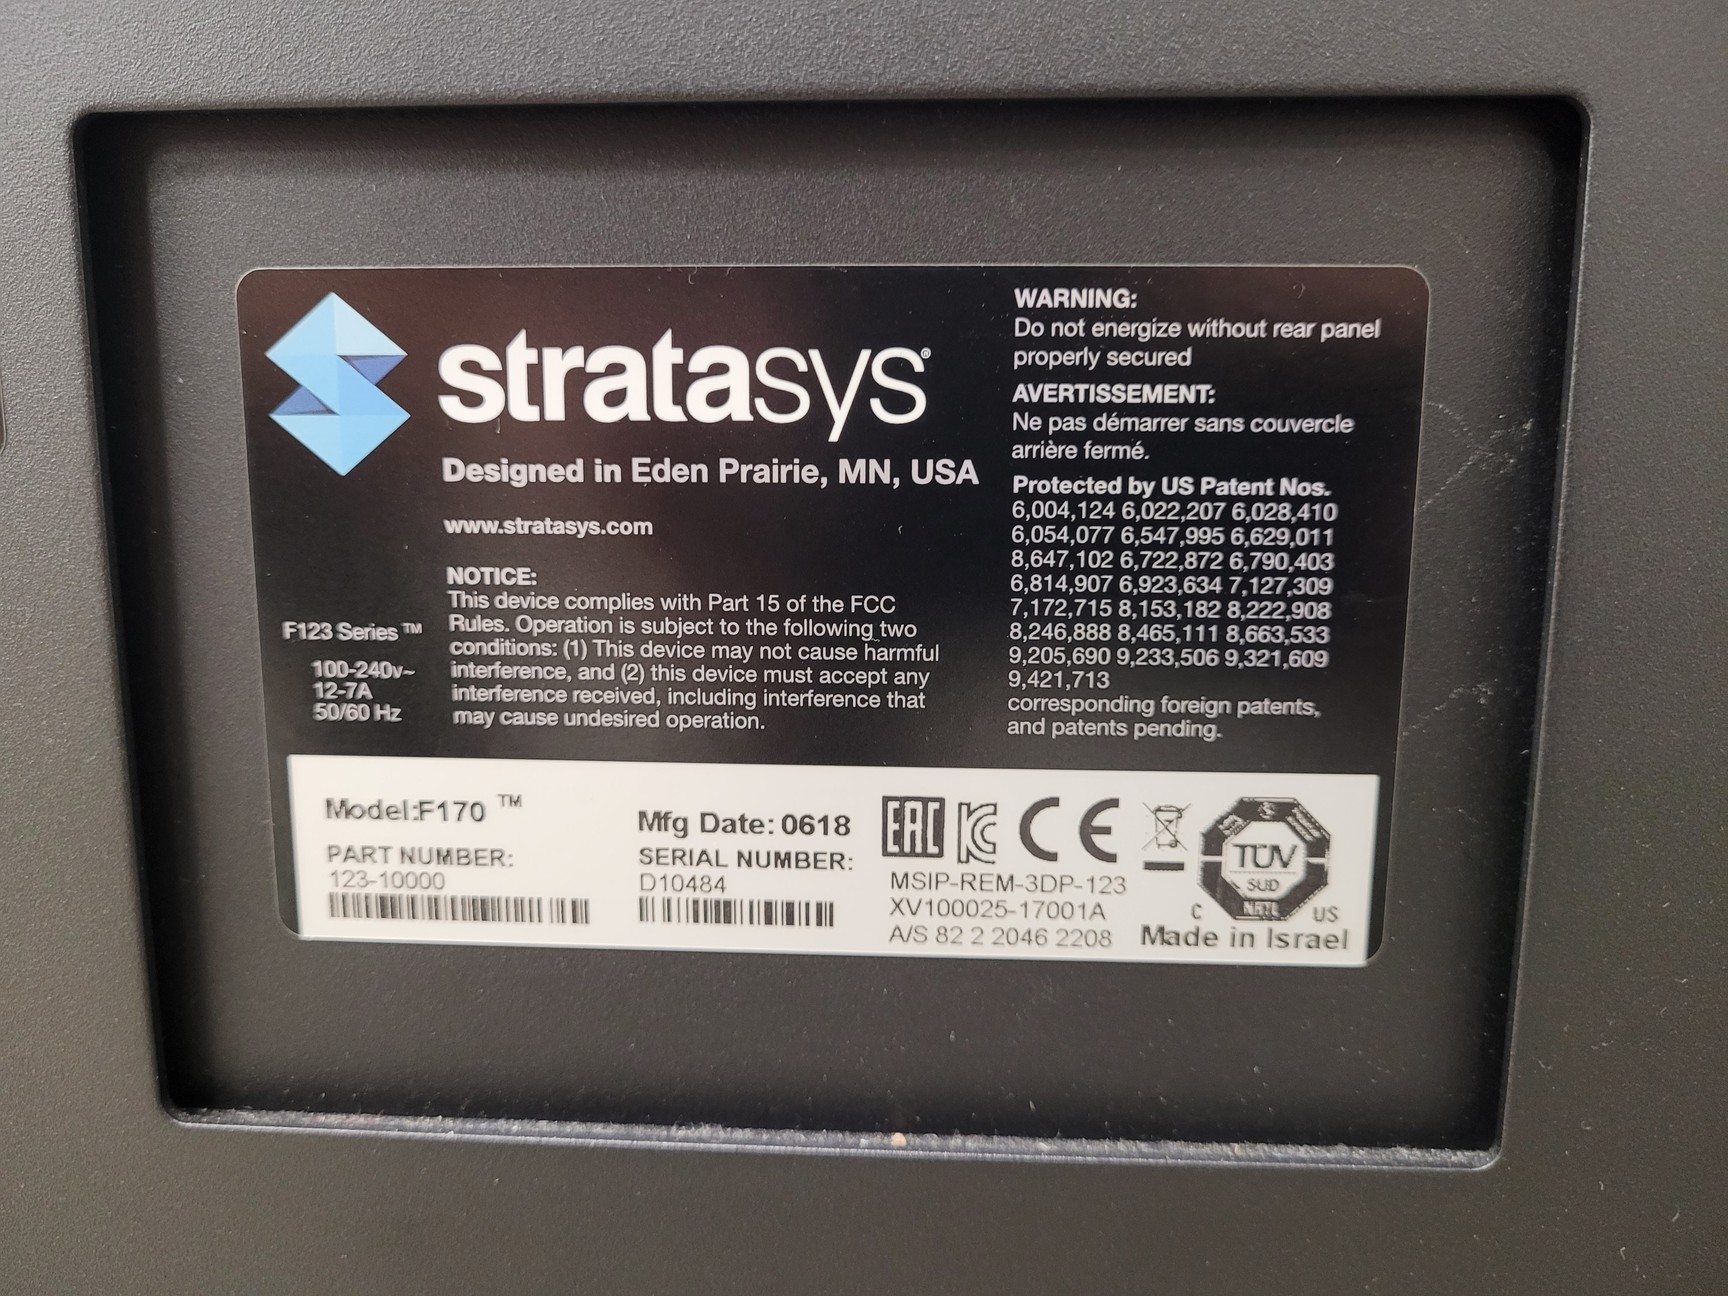 stratasys®
Designed in Eden Prairie, MN, USA
www.stratasys.com
NOTICE:
This device complies with Part 15 of the FCC
Rules. Operation is subject to the following two
conditions: (1) This device may not cause harmful
interference, and (2) this device must accept any
interference received, including interference that
may cause undesired operation.
F123 Series™
100-240v~
12-7A
50/60 Hz
WARNING:
Do not energize without rear panel
properly secured
AVERTISSEMENT:
Ne pas démarrer sans couvercle
arrière fermé.
Protected by US Patent Nos.
6,004,124 6,022,207 6,028,410
6,054,077 6,547,995 6,629,011
8,647,102 6,722,872 6,790,403
6,814,907 6,923,634 7,127,309
7,172,715 8,153,182 8,222,908
8,246,888 8,465,111 8,663,533
9,205,690 9,233,506 9,321,609
9,421,713
corresponding foreign patents,
and patents pending.
Model:F170™
PART NUMBER:
123-10000
Mfg Date: 0618
SERIAL NUMBER:
D10484
EAC KC CE
MSIP-REM-3DP-123
XV100025-17001A
A/S 82 2 2046 2208
TÜV
SUD
NRTL
C US
Made in Israel